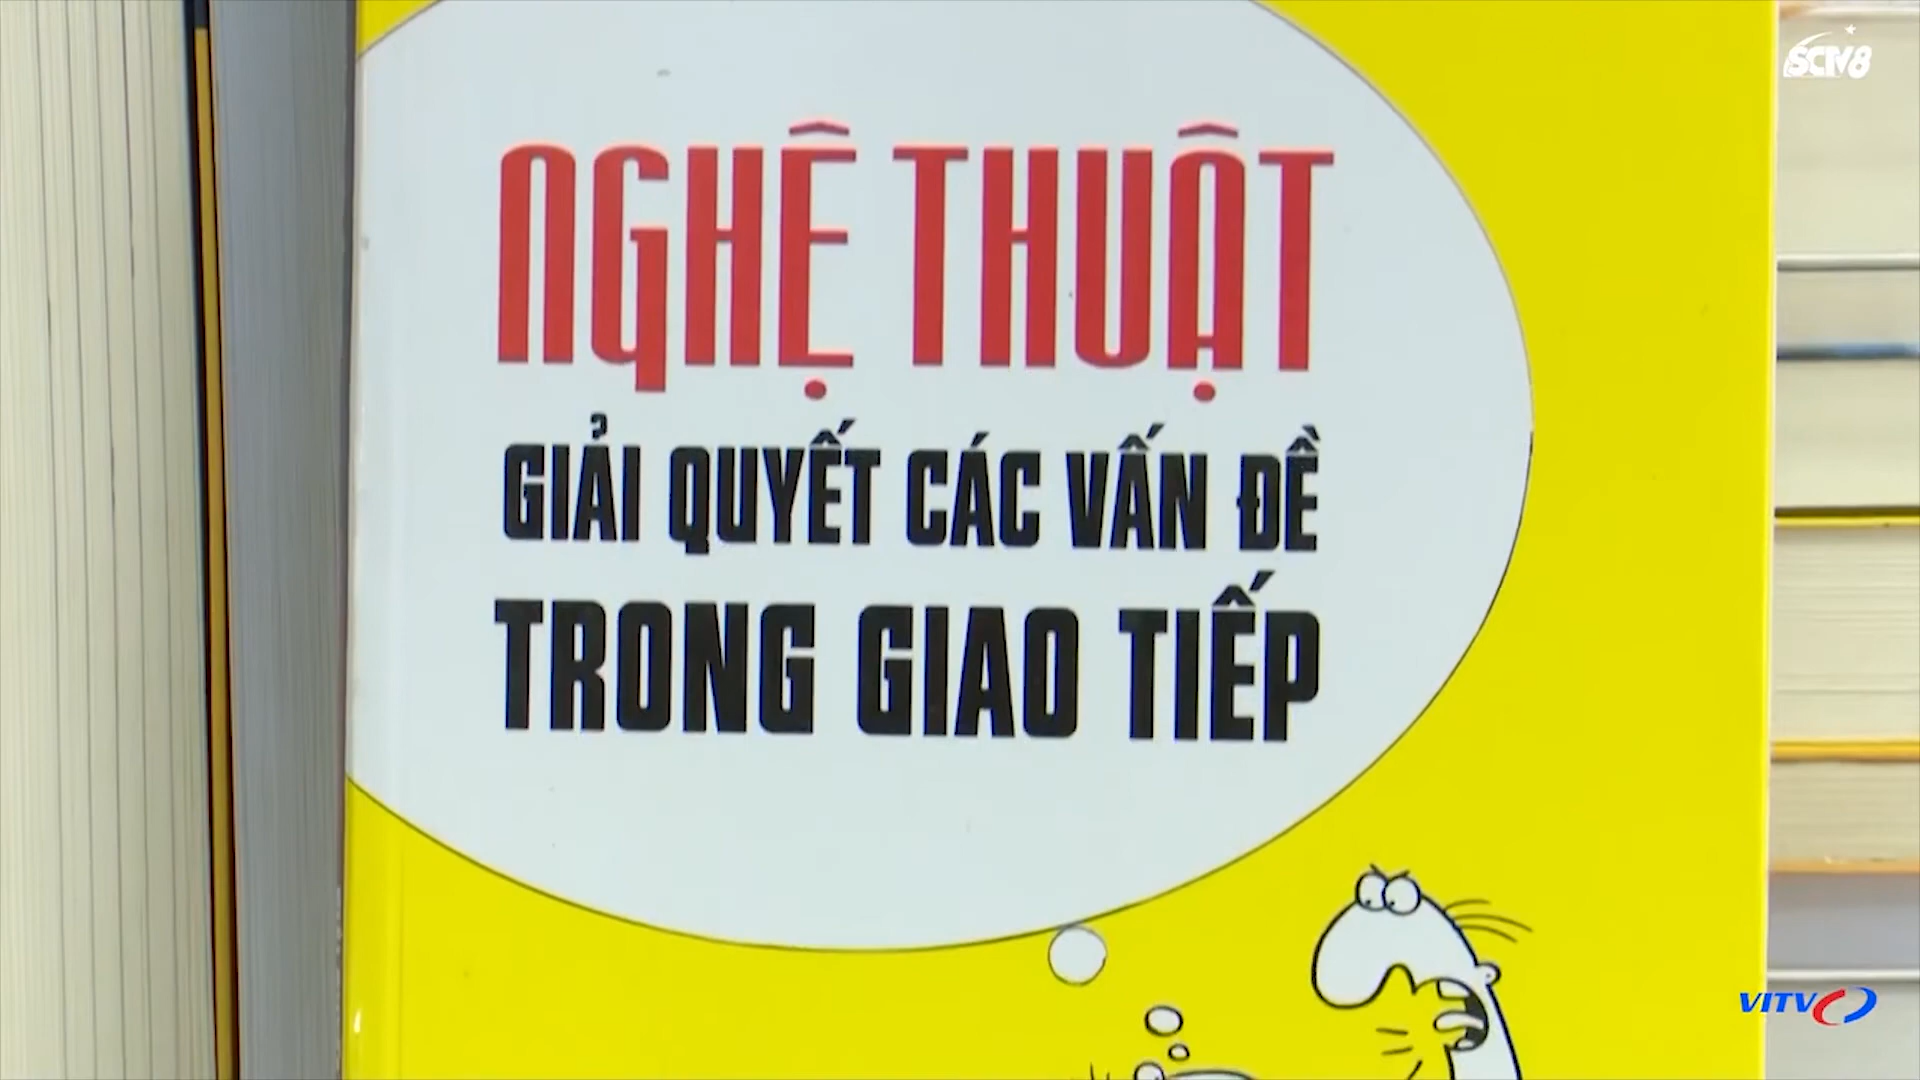 SCTV8
NGHỆ THUẬT
GIẢI QUYẾT CÁC VẤN ĐỀ
TRONG GIAO TIẾP
VITV